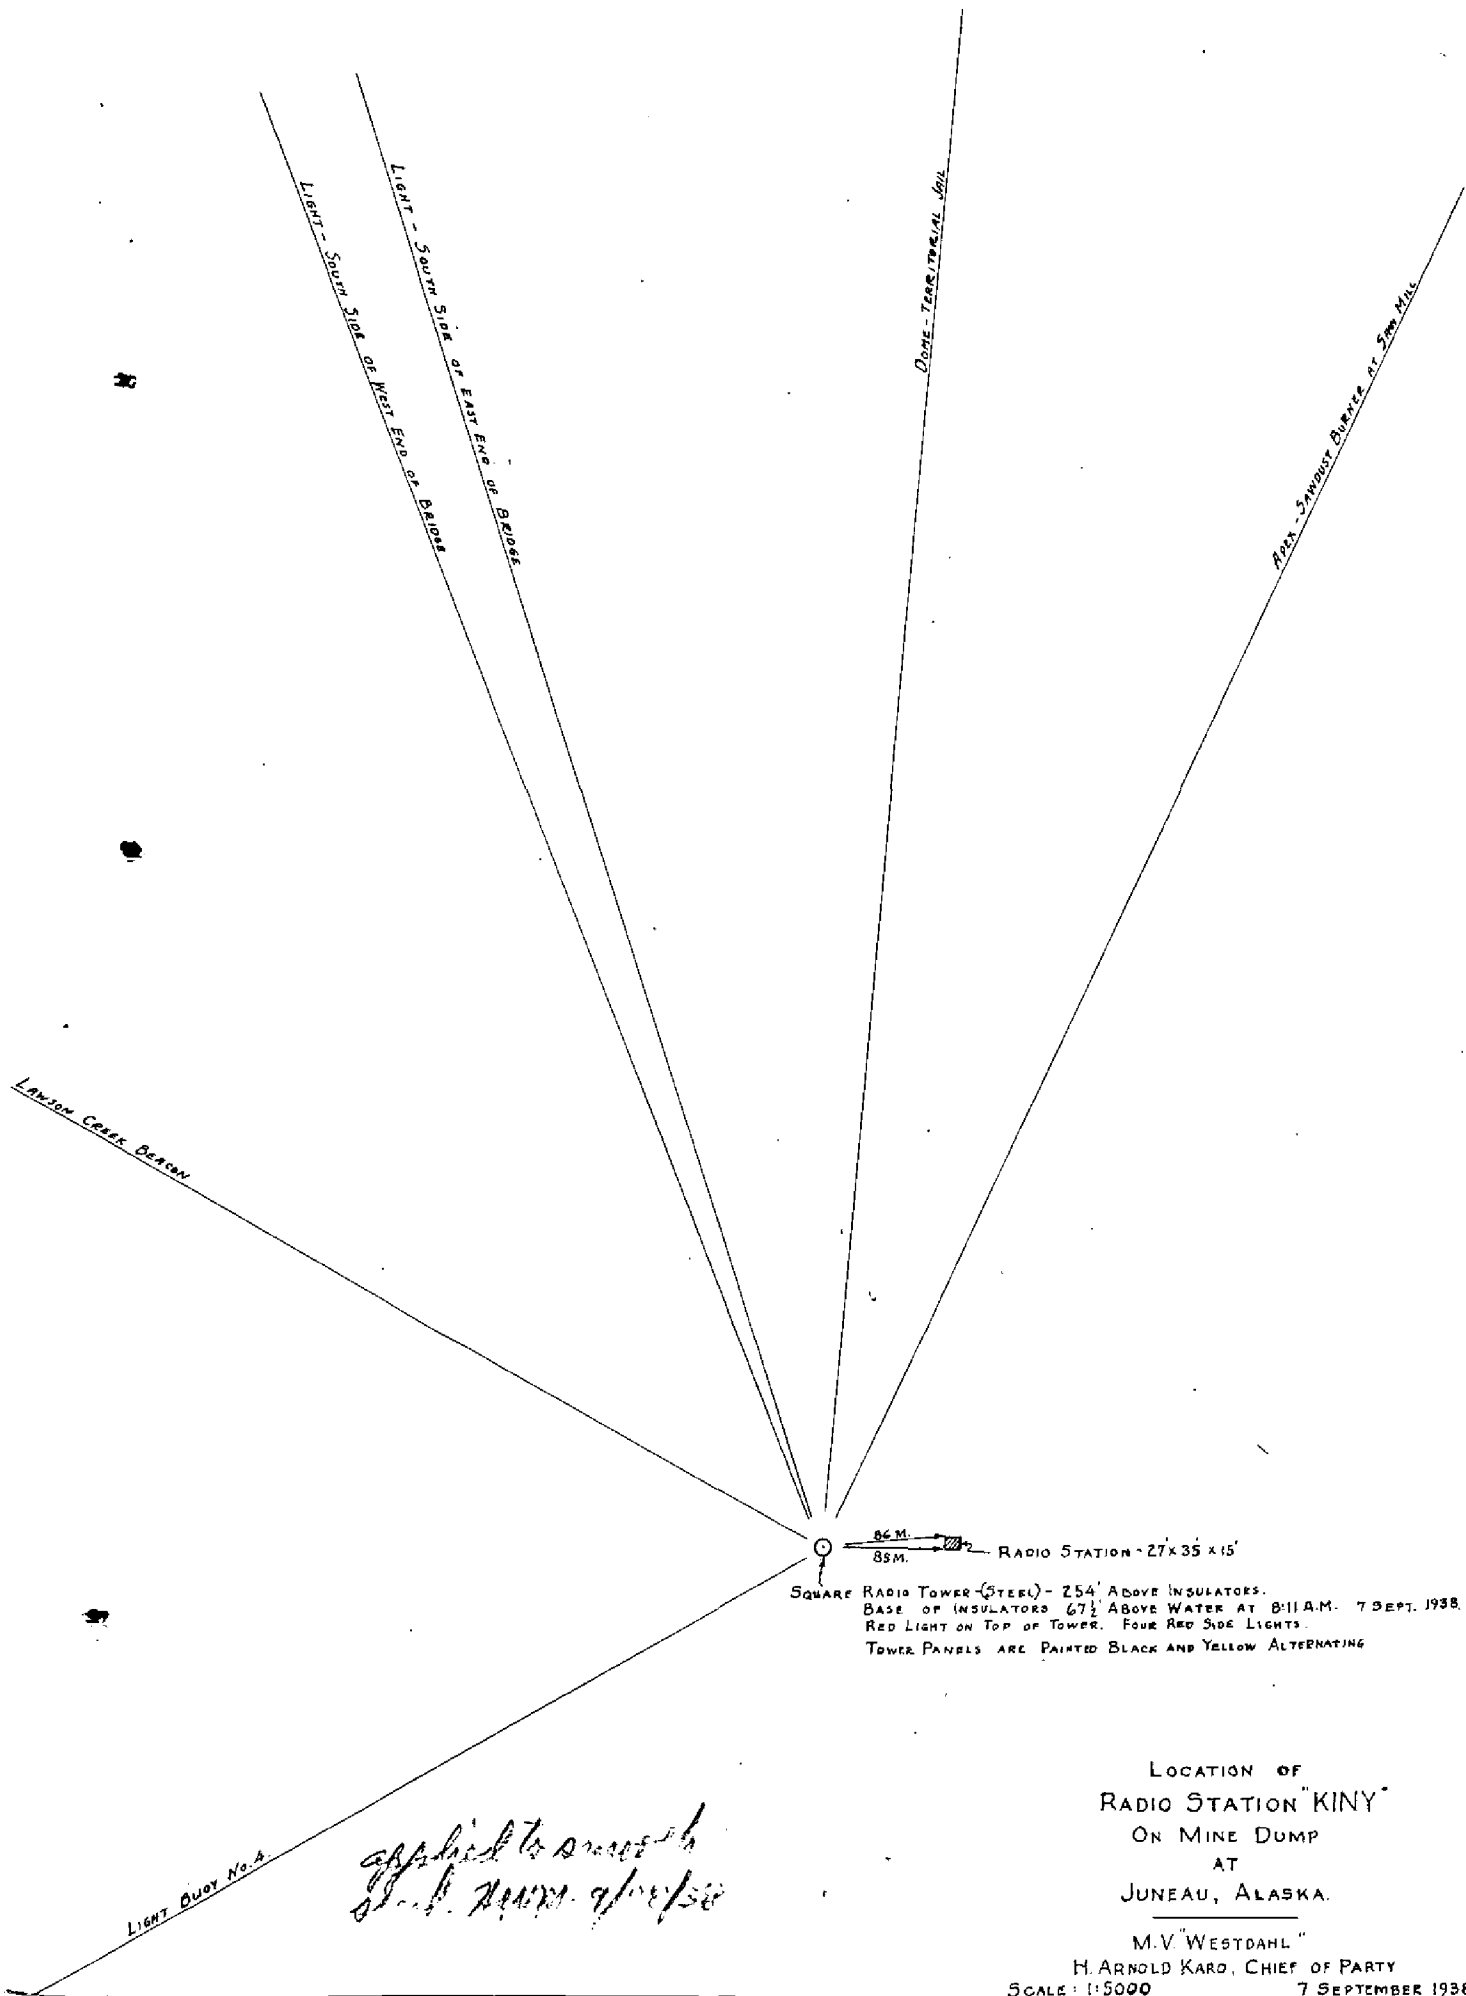 LIGHT - SOUTH SIDE OF WEST END OF BRIDGE
LIGHT - SOUTH SIDE OF EAST END OF BRIDGE
DOME - TERRITORIAL JAIL
APEX - SAWDUST BURNER AT SAW MILL
LAWSON CREEK BEACON
86 M.
85 M.
RADIO STATION - 27' x 35' x 15'
SQUARE RADIO TOWER - (STEEL) - 254' ABOVE INSULATORS.
BASE OF INSULATORS 67½' ABOVE WATER AT 8:11 A.M. 7 SEPT. 1938.
RED LIGHT ON TOP OF TOWER. FOUR RED SIDE LIGHTS.
TOWER PANELS ARE PAINTED BLACK AND YELLOW ALTERNATING
LIGHT BUOY No. 4.
applied to smooth
LOCATION OF
RADIO STATION "KINY"
ON MINE DUMP
AT
JUNEAU, ALASKA.
M.V. "WESTDAHL"
H. ARNOLD KARO, CHIEF OF PARTY
SCALE: 1:5000 7 SEPTEMBER 1938